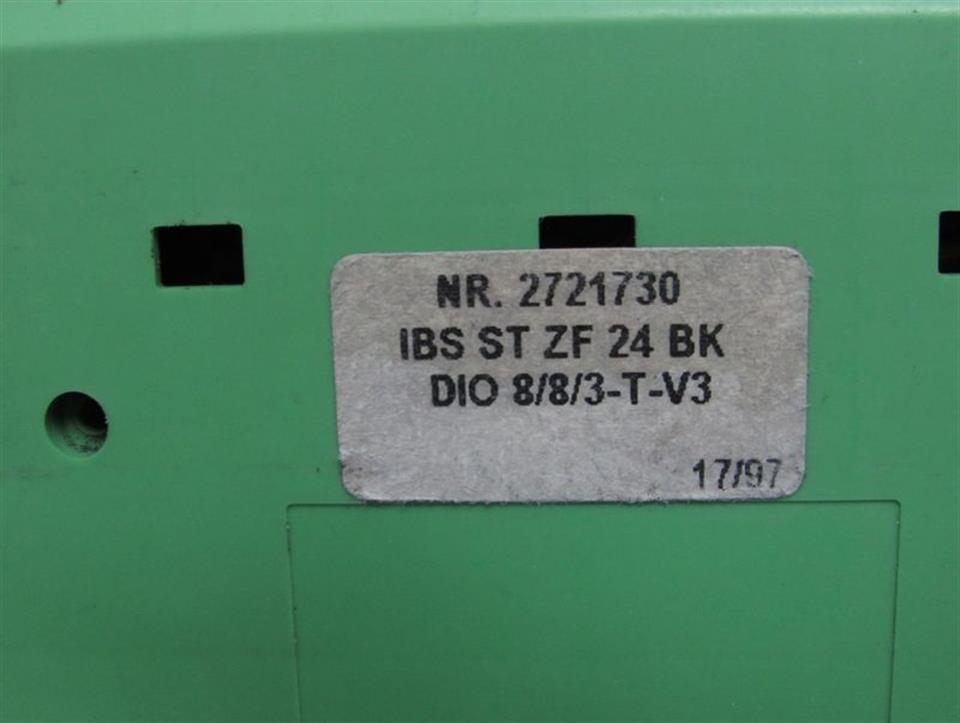 NR. 2721730
IBS ST ZF 24 BK
DIO 8/8/3-T-V3
17/97